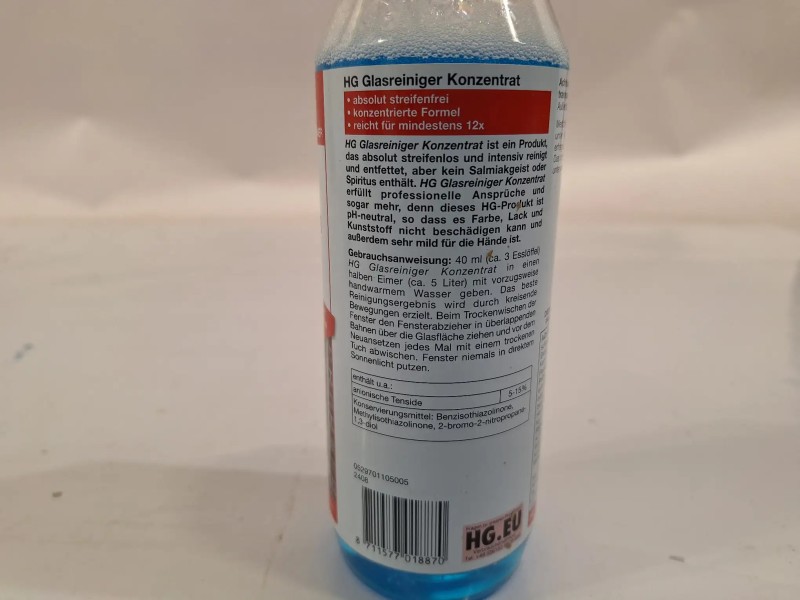 HG Glasreiniger Konzentrat
• absolut streifenfrei
• konzentrierte Formel
• reicht für mindestens 12x
HG Glasreiniger Konzentrat ist ein Produkt,
das absolut streifenlos und intensiv reinigt
und entfettet, aber kein Salmiakgeist oder
Spiritus enthält. HG Glasreiniger Konzentrat
erfüllt professionelle Ansprüche und
sogar mehr, denn dieses HG-Produkt ist
pH-neutral, so dass es Farbe, Lack und
Kunststoff nicht beschädigen kann und
außerdem sehr mild für die Hände ist.
Gebrauchsanweisung: 40 ml (ca. 3 Esslöffel)
HG Glasreiniger Konzentrat in einen
halben Eimer (ca. 5 Liter) mit vorzugsweise
handwarmem Wasser geben. Das beste
Reinigungsergebnis wird durch kreisende
Bewegungen erzielt. Beim Trockenwischen der
Fenster den Fensterabzieher in überlappenden
Bahnen über die Glasfläche ziehen und vor dem
Neuansetzen jedes Mal mit einem trockenen
Tuch abwischen. Fenster niemals in direktem
Sonnenlicht putzen.
enthält u.a.:
anionische Tenside 5-15%
Konservierungsmittel: Benzisothiazolinone,
Methylisothiazolinone, 2-bromo-2-nitropropane-
1,3-diol
0529701105005
2408
8 711577 018870
HG.EU